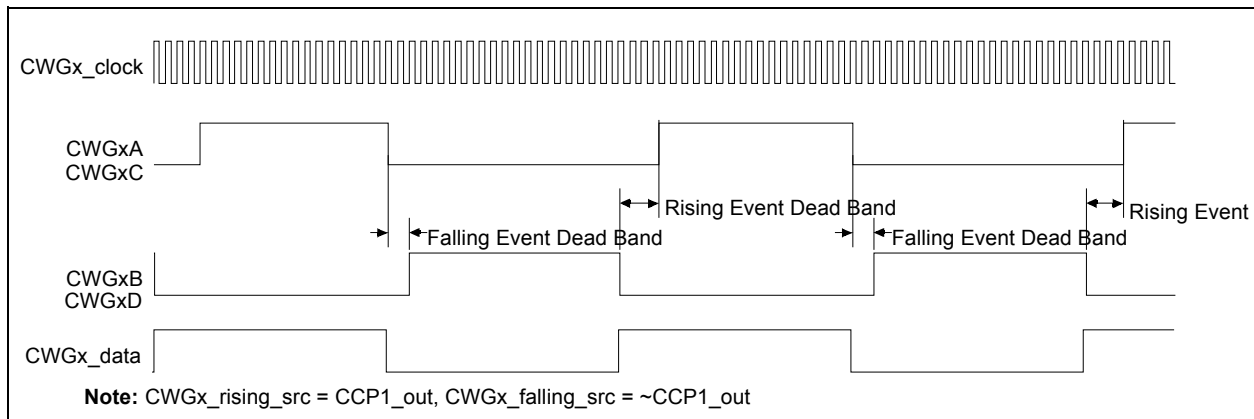 CWGx_clock
CWGxA
CWGxC
Rising Event Dead Band
Rising Event
Falling Event Dead Band
Falling Event Dead Band
CWGxB
CWGxD
CWGx_data
Note: CWGx_rising_src = CCP1_out, CWGx_falling_src = ~CCP1_out